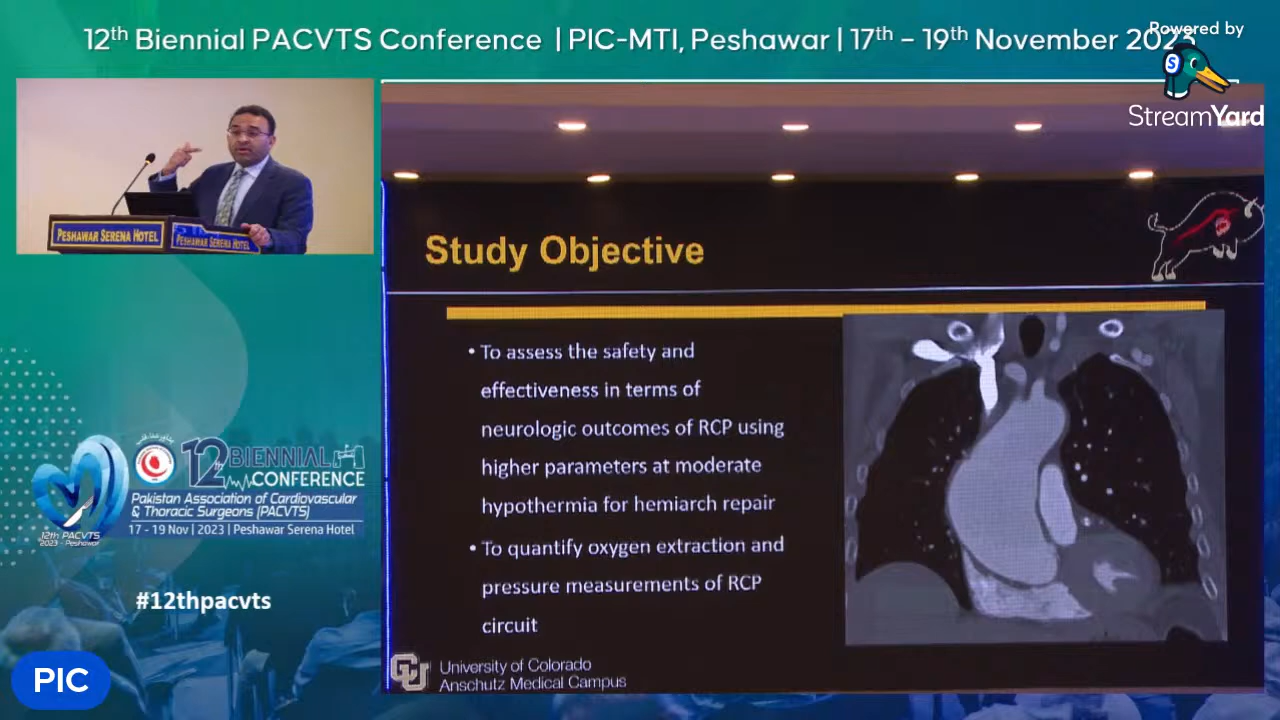 12th Biennial PACVTS Conference | PIC-MTI, Peshawar | 17th – 19th November 2023
Powered by
StreamYard
PESHAWAR SERENA HOTEL
PESHAWAR SERENA HOTEL
Study Objective
• To assess the safety and
effectiveness in terms of
neurologic outcomes of RCP using
higher parameters at moderate
hypothermia for hemiarch repair
• To quantify oxygen extraction and
pressure measurements of RCP
circuit
University of Colorado
Anschutz Medical Campus
12th BIENNIAL
CONFERENCE
Pakistan Association of Cardiovascular
& Thoracic Surgeons (PACVTS)
17 - 19 Nov | 2023 | Peshawar Serena Hotel
12th PACVTS
2023 - Peshawar
#12thpacvts
PIC